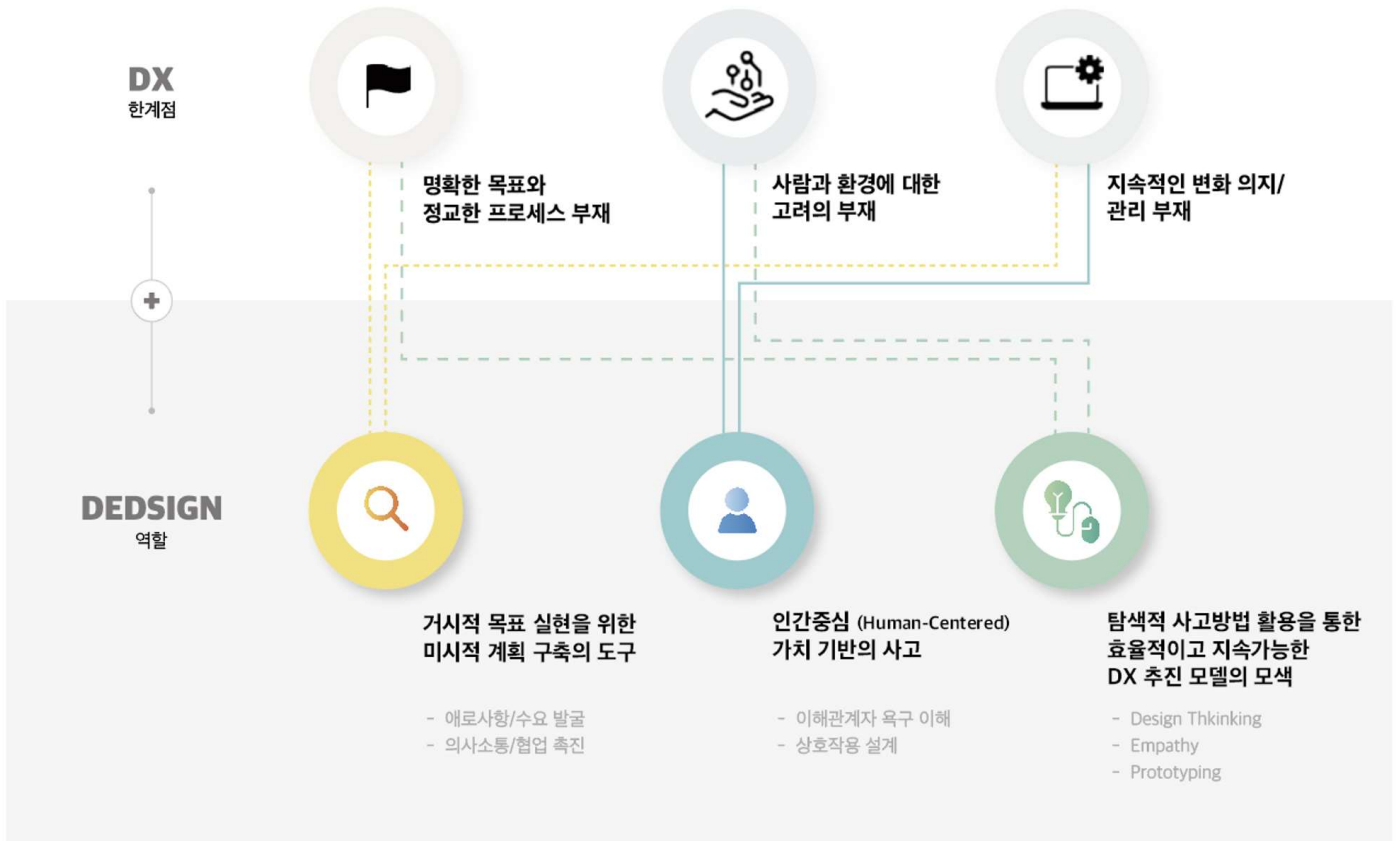 DX
한계점
명확한 목표와
정교한 프로세스 부재
사람과 환경에 대한
고려의 부재
지속적인 변화 의지/
관리 부재
DEDSIGN
역할
거시적 목표 실현을 위한
미시적 계획 구축의 도구
- 애로사항/수요 발굴
- 의사소통/협업 촉진
인간중심 (Human-Centered)
가치 기반의 사고
- 이해관계자 욕구 이해
- 상호작용 설계
탐색적 사고방법 활용을 통한
효율적이고 지속가능한
DX 추진 모델의 모색
- Design Thkinking
- Empathy
- Prototyping